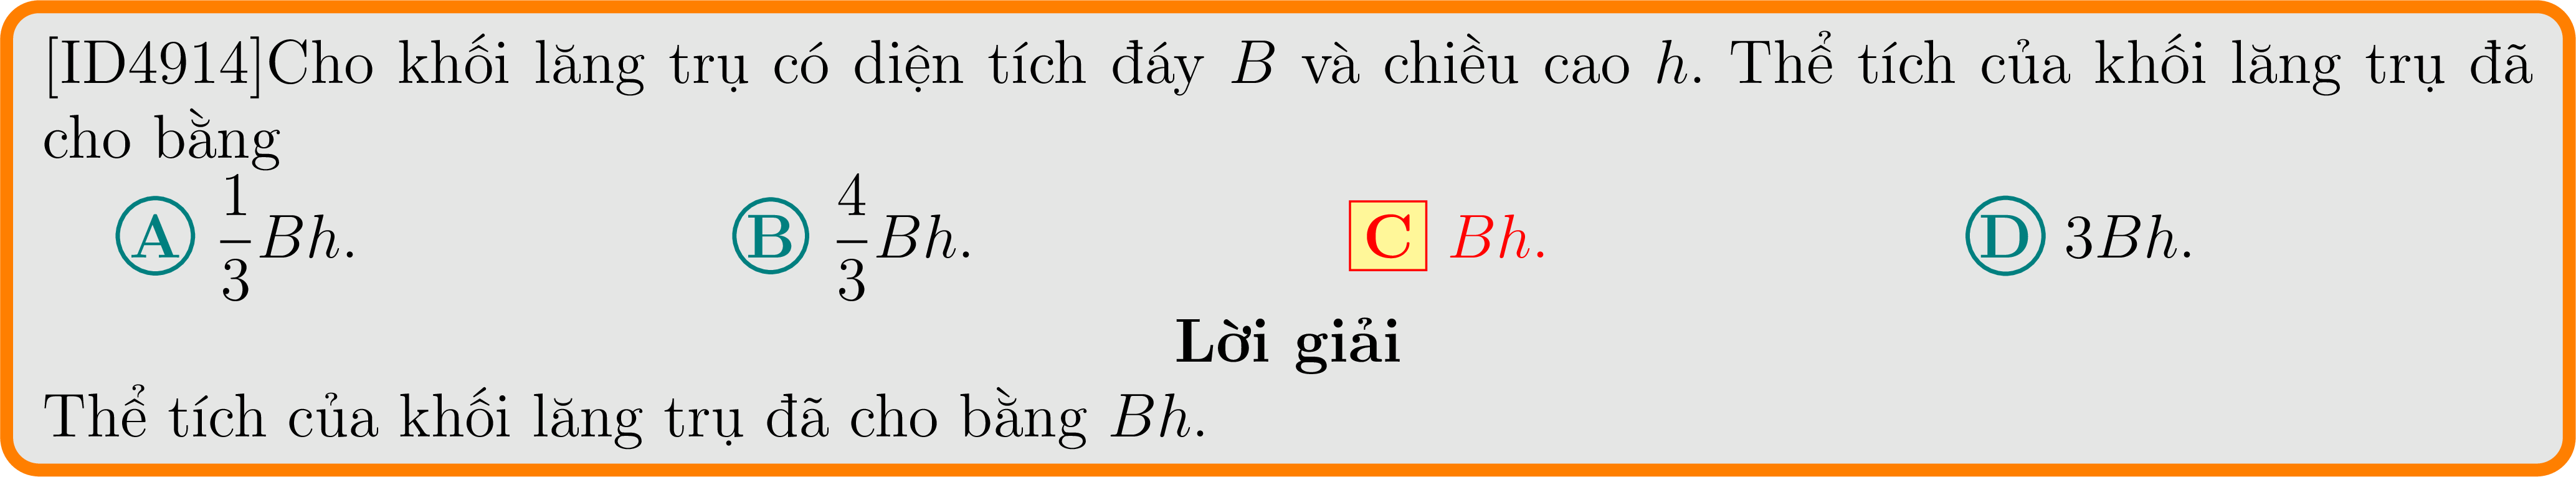 [ID4914]Cho khối lăng trụ có diện tích đáy B và chiều cao h. Thể tích của khối lăng trụ đã
cho bằng
A 1/3 Bh. B 4/3 Bh. C Bh. D 3Bh.
Lời giải
Thể tích của khối lăng trụ đã cho bằng Bh.